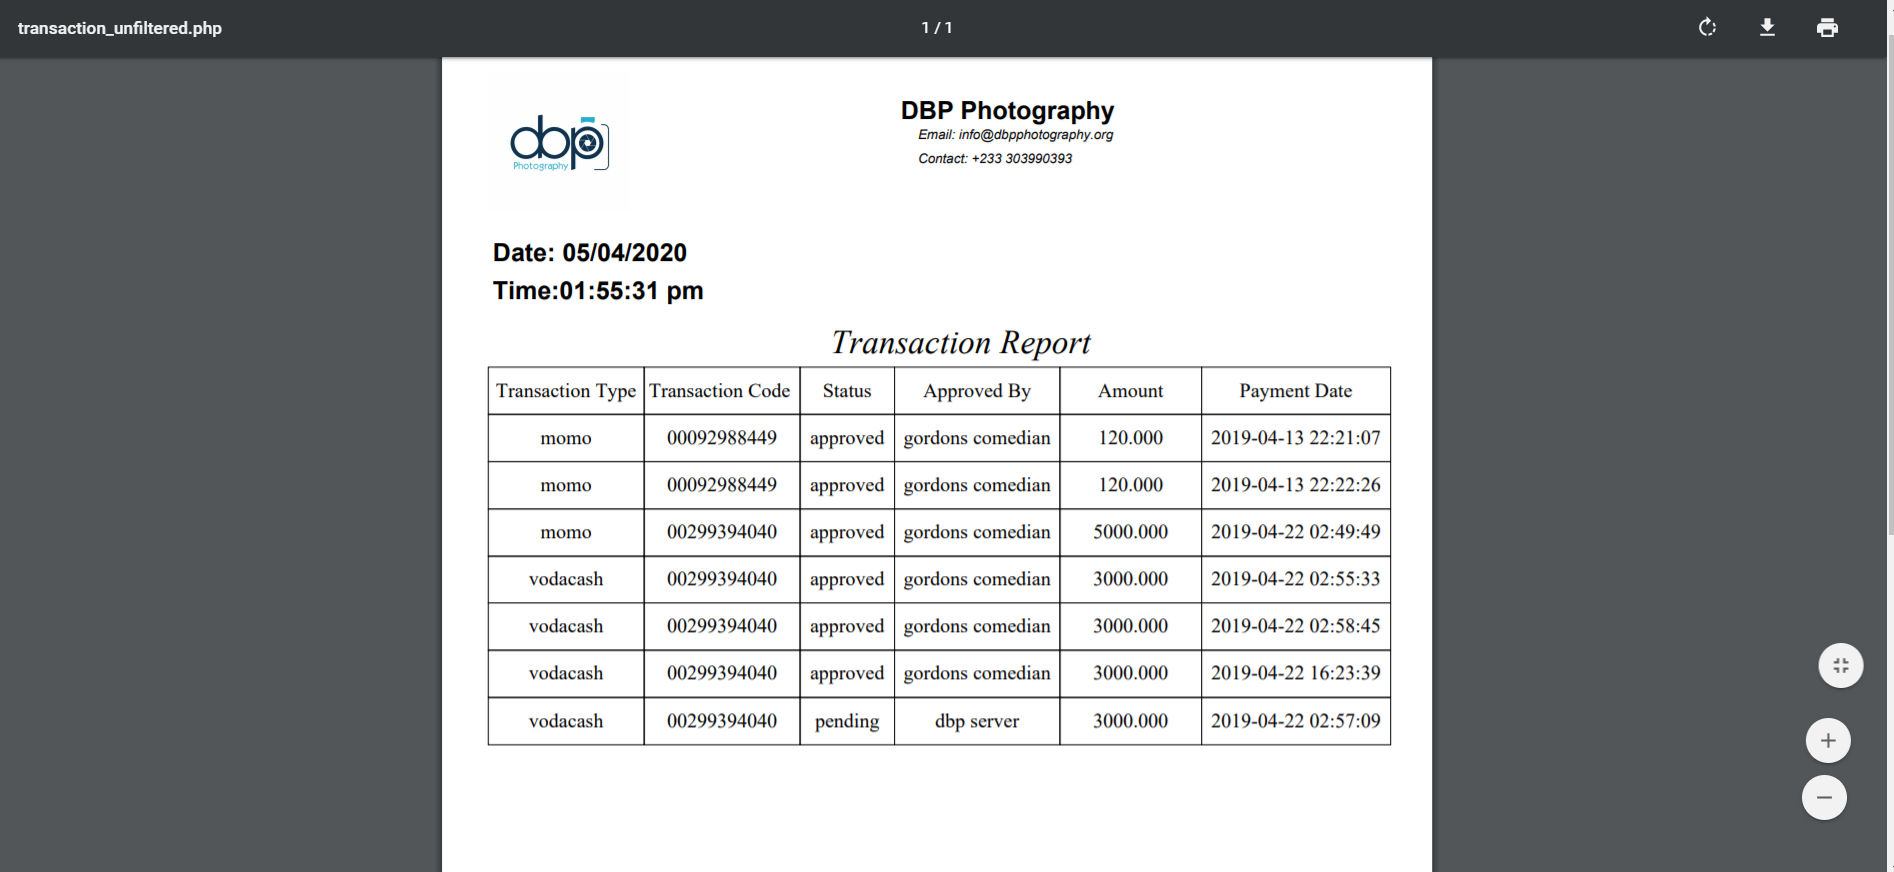 transaction_unfiltered.php
1 / 1
dbp
Photography
DBP Photography
Email: info@dbpphotography.org
Contact: +233 303990393
Date: 05/04/2020
Time:01:55:31 pm
Transaction Report
Transaction Type Transaction Code Status Approved By Amount Payment Date
momo 00092988449 approved gordons comedian 120.000 2019-04-13 22:21:07
momo 00092988449 approved gordons comedian 120.000 2019-04-13 22:22:26
momo 00299394040 approved gordons comedian 5000.000 2019-04-22 02:49:49
vodacash 00299394040 approved gordons comedian 3000.000 2019-04-22 02:55:33
vodacash 00299394040 approved gordons comedian 3000.000 2019-04-22 02:58:45
vodacash 00299394040 approved gordons comedian 3000.000 2019-04-22 16:23:39
vodacash 00299394040 pending dbp server 3000.000 2019-04-22 02:57:09